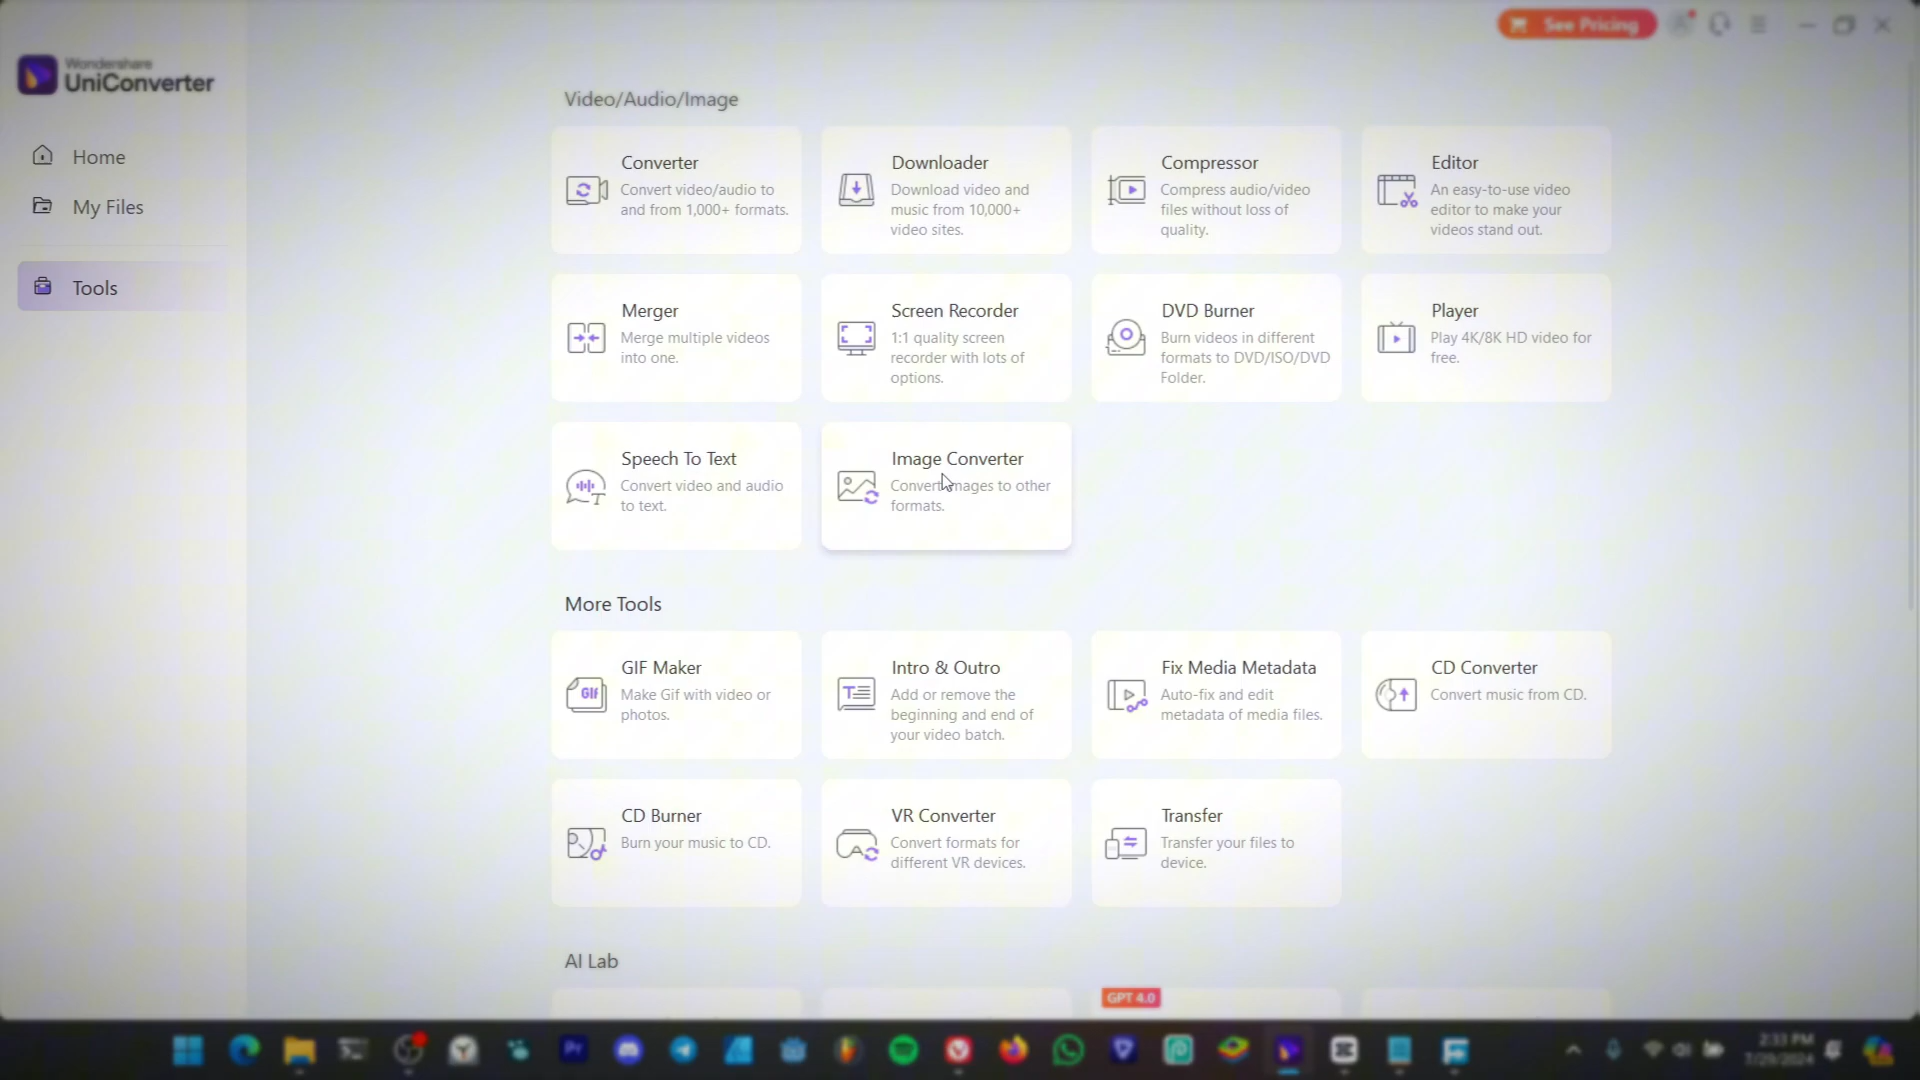 See Pricing
Wondershare
UniConverter
Home
My Files
Tools
Video/Audio/Image
Converter
Convert video/audio to
and from 1,000+ formats.
Downloader
Download video and
music from 10,000+
video sites.
Compressor
Compress audio/video
files without loss of
quality.
Editor
An easy-to-use video
editor to make your
videos stand out.
Merger
Merge multiple videos
into one.
Screen Recorder
1:1 quality screen
recorder with lots of
options.
DVD Burner
Burn videos in different
formats to DVD/ISO/DVD
Folder.
Player
Play 4K/8K HD video for
free.
Speech To Text
Convert video and audio
to text.
Image Converter
Convert images to other
formats.
More Tools
GIF Maker
Make Gif with video or
photos.
Intro & Outro
Add or remove the
beginning and end of
your video batch.
Fix Media Metadata
Auto-fix and edit
metadata of media files.
CD Converter
Convert music from CD.
CD Burner
Burn your music to CD.
VR Converter
Convert formats for
different VR devices.
Transfer
Transfer your files to
device.
AI Lab
GPT 4.0
Pr
2:33 PM
7/29/2024